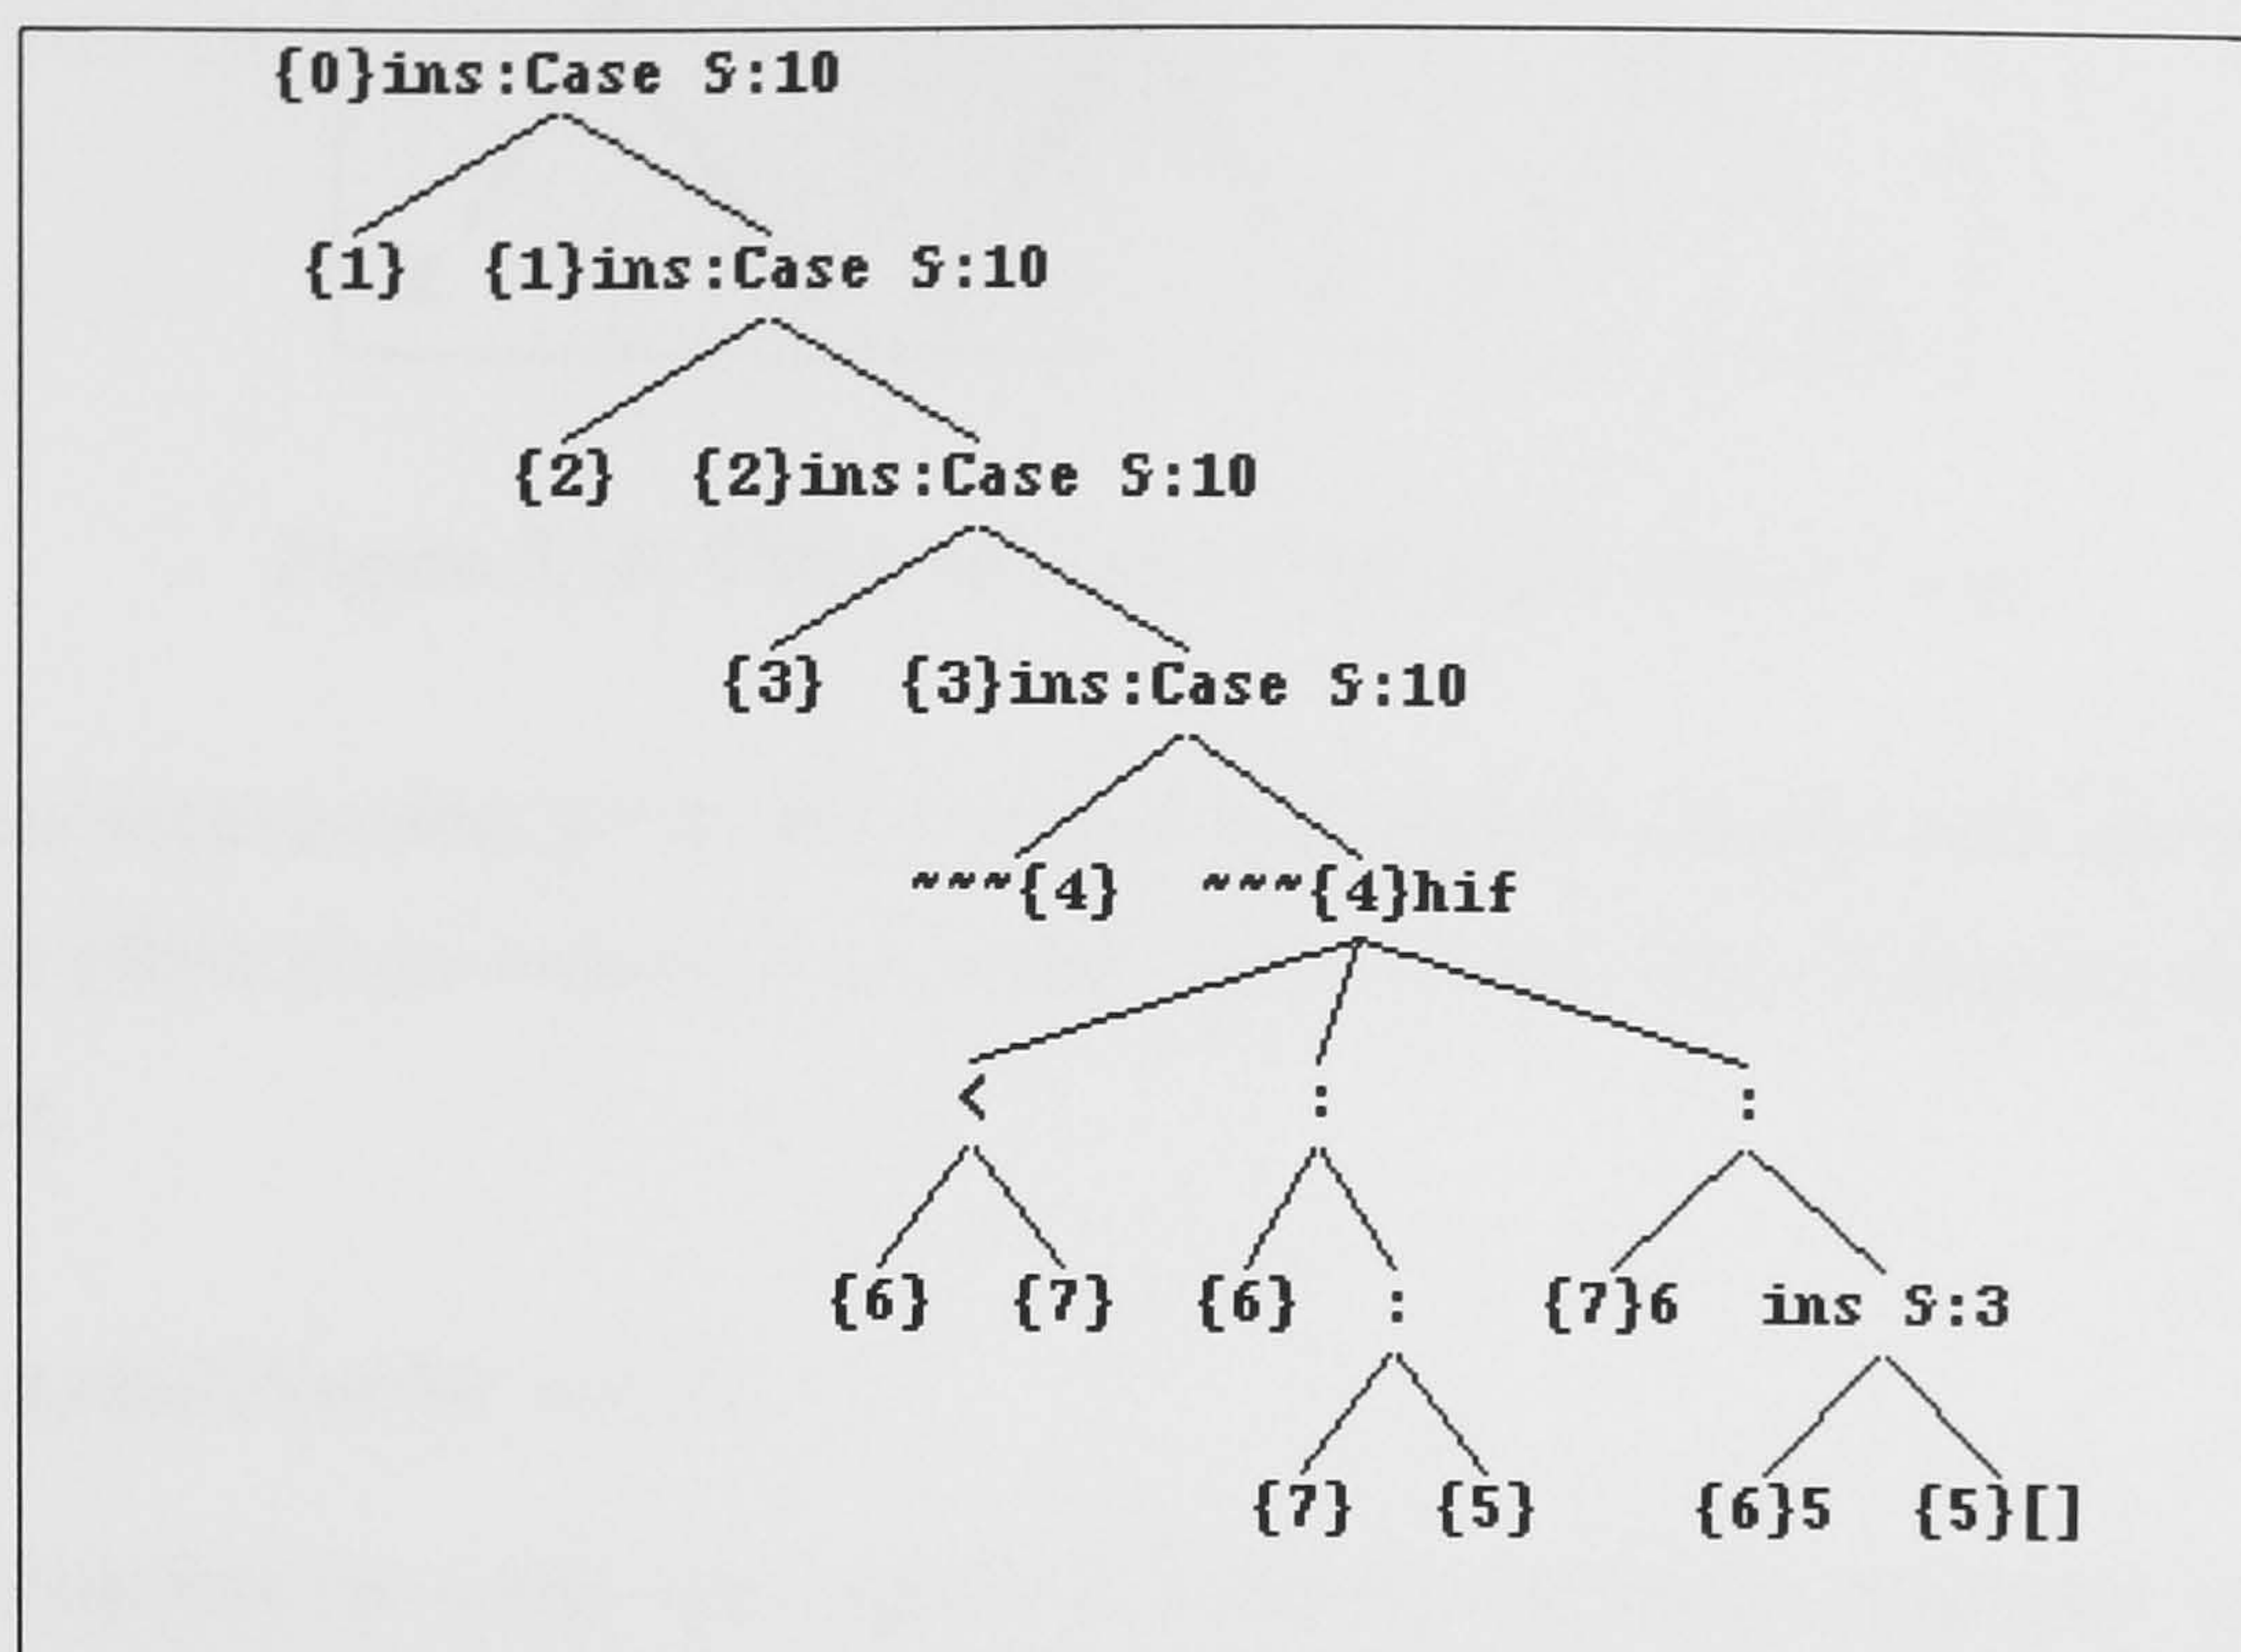 {0}ins:Case S:10
{1} {1}ins:Case S:10
{2} {2}ins:Case S:10
{3} {3}ins:Case S:10
~~~{4} ~~~{4}hif
< : :
{6} {7} {6} : {7}6 ins S:3
{7} {5} {6}5 {5}[]